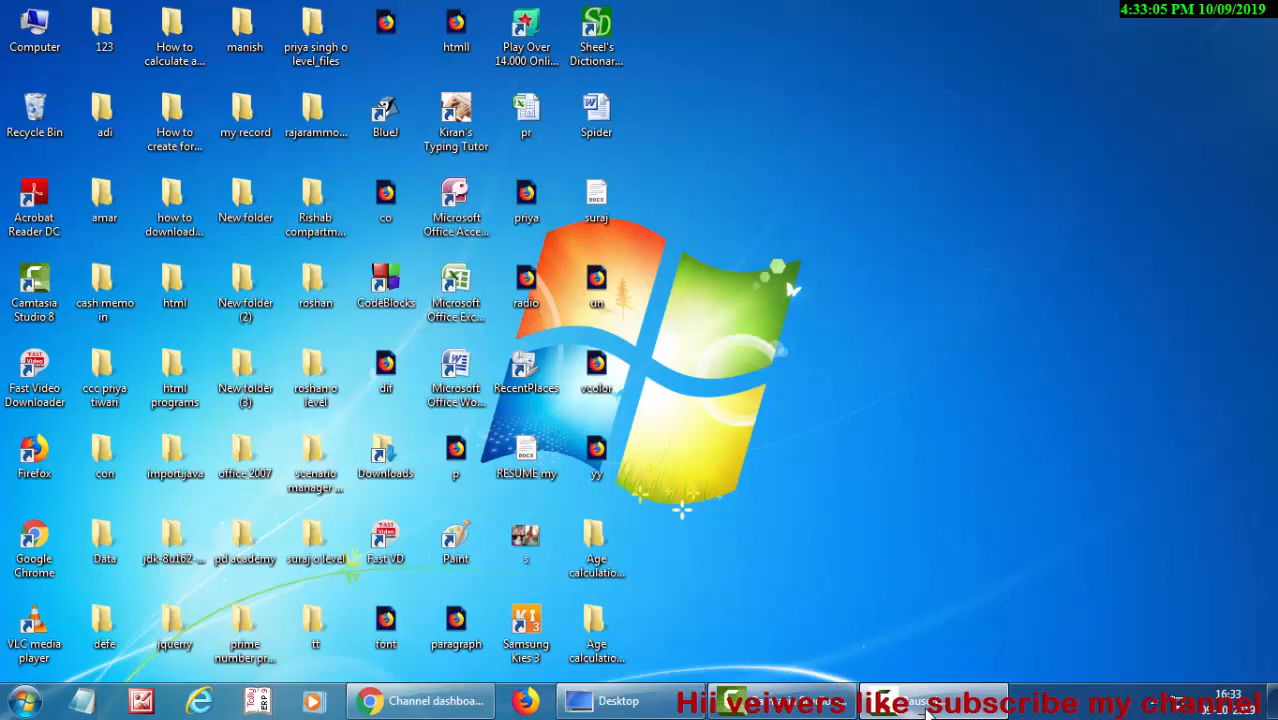 4:33:05 PM 10/09/2019
Computer
123
How to
calculate a...
manish
priya singh o
level_files
htmll
Play Over
14,000 Onli...
Sheel's
Dictionar...
Recycle Bin
adi
How to
create for...
my record
rajarammo...
BlueJ
Kiran's
Typing Tutor
pr
Spider
Acrobat
Reader DC
amar
how to
download...
New folder
Rishab
compartm...
co
Microsoft
Office Acce...
priya
suraj
Camtasia
Studio 8
cash memo
in
html
New folder
(2)
roshan
CodeBlocks
Microsoft
Office Exc...
radio
un
Fast Video
Downloader
ccc priya
tiwari
html
programs
New folder
(3)
roshan o
level
dif
Microsoft
Office Wo...
RecentPlaces
vcolor
Firefox
con
import.java
office 2007
scenario
manager ...
Downloads
p
RESUME my
yy
Google
Chrome
Data
jdk-8u162-...
pd academy
suraj o level
Fast VD
Paint
s
Age
calculatio...
VLC media
player
defe
jquerry
prime
number.pr...
tt
font
paragraph
Samsung
Kies 3
Age
calculatio...
Channel dashboa...
Desktop
Hii veiwers like subscribe my channel
16:33